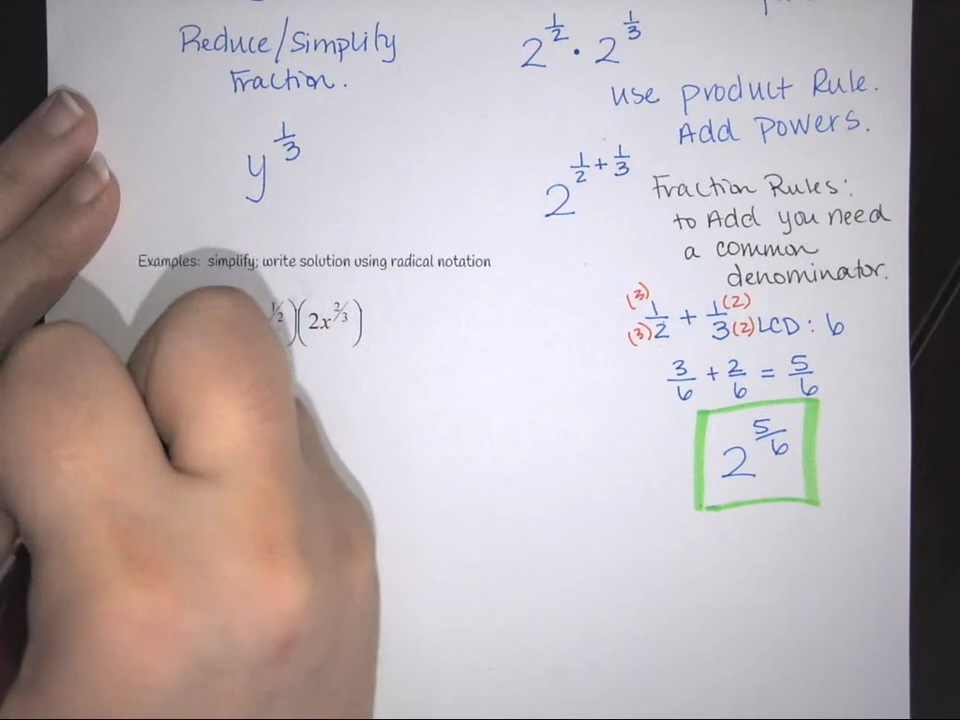 Reduce/Simplify
Fraction.
y^{1/3}
2^{1/2} · 2^{1/3}
use product Rule.
Add Powers.
2^{1/2 + 1/3}
Fraction Rules:
to Add you need
a common
denominator.
(3) 1/(3) 2 + 1(2)/3(2) LCD: 6
3/6 + 2/6 = 5/6
2^{5/6}
Examples: simplify; write solution using radical notation
^{1/2})(2x^{2/3})